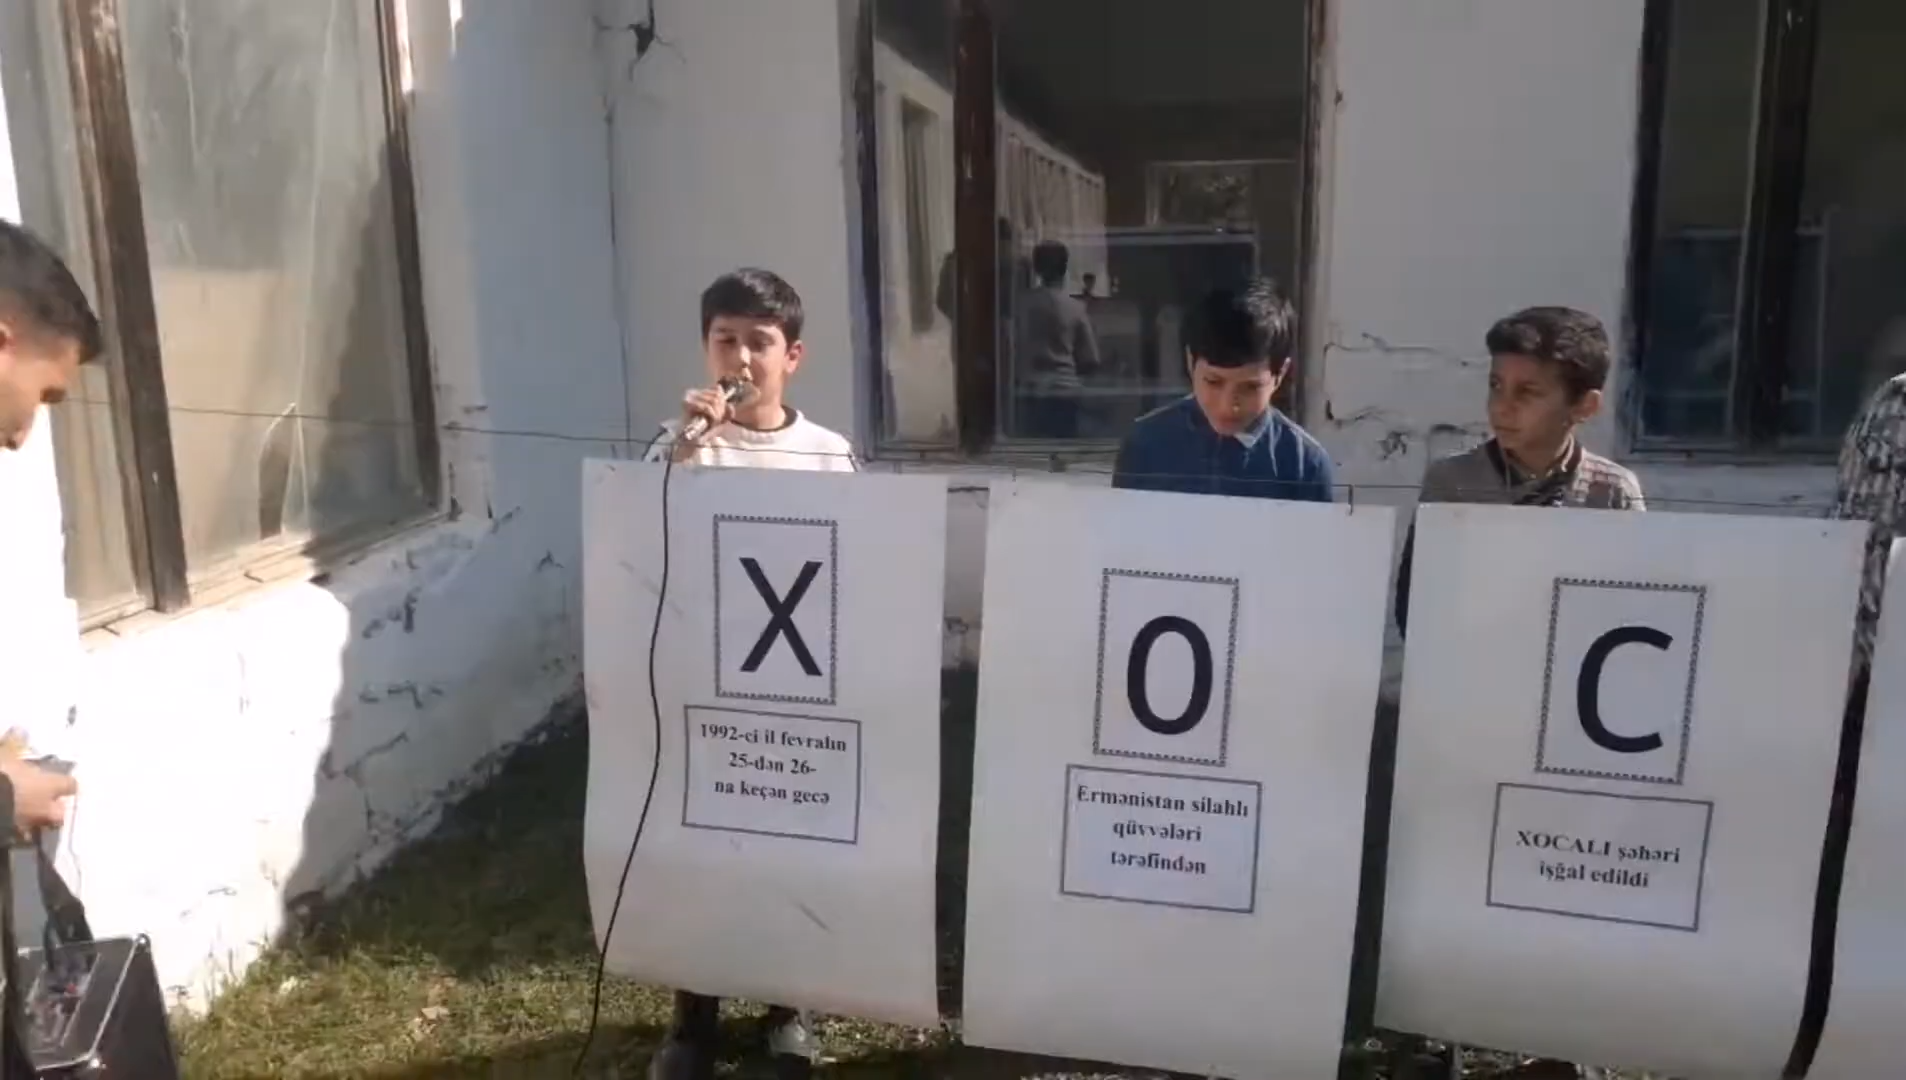 X
1992-ci il fevralın
25-dən 26-
na keçən gecə
O
Ermənistan silahlı
qüvvələri
tərəfindən
C
XOCALI şəhəri
işğal edildi